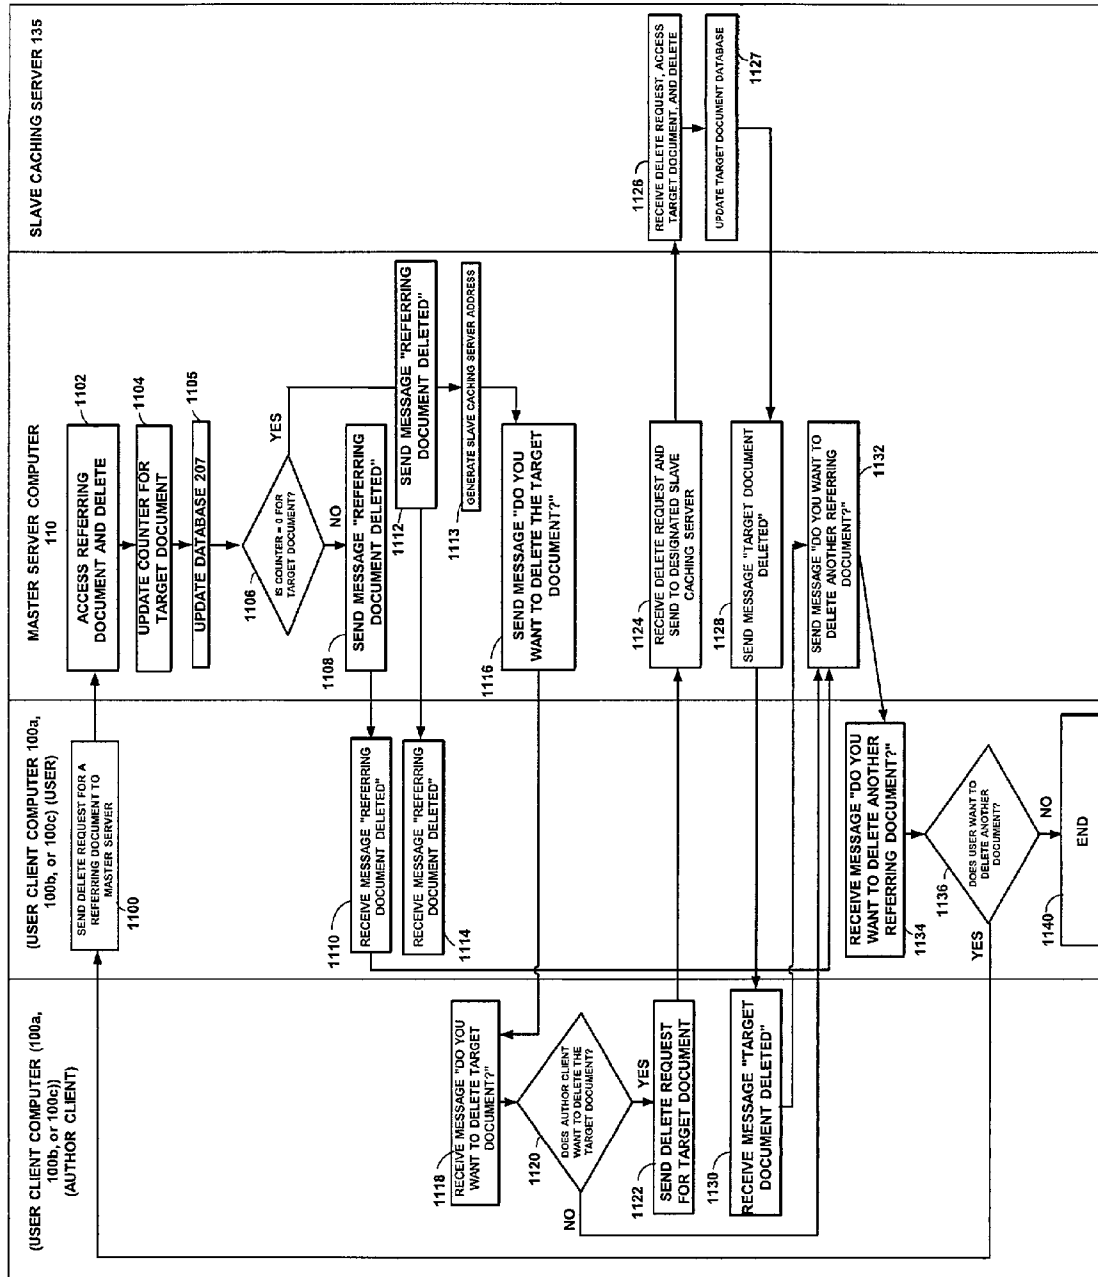 (USER CLIENT COMPUTER (100a,
100b, or 100c))
(AUTHOR CLIENT)
(USER CLIENT COMPUTER 100a,
100b, or 100c) (USER)
MASTER SERVER COMPUTER
110
SLAVE CACHING SERVER 135
SEND DELETE REQUEST FOR A
REFERRING DOCUMENT TO
MASTER SERVER
1100
ACCESS REFERRING
DOCUMENT AND DELETE
1102
UPDATE COUNTER FOR
TARGET DOCUMENT
1104
UPDATE DATABASE 207
1105
IS COUNTER = 0 FOR
TARGET DOCUMENT?
1106
YES
NO
SEND MESSAGE "REFERRING
DOCUMENT DELETED"
1108
RECEIVE MESSAGE "REFERRING
DOCUMENT DELETED"
1110
SEND MESSAGE "REFERRING
DOCUMENT DELETED"
1112
RECEIVE MESSAGE "REFERRING
DOCUMENT DELETED"
1114
GENERATE SLAVE CACHING SERVER ADDRESS
1113
SEND MESSAGE "DO YOU
WANT TO DELETE THE TARGET
DOCUMENT?"
1116
RECEIVE MESSAGE "DO YOU
WANT TO DELETE TARGET
DOCUMENT?"
1118
DOES AUTHOR CLIENT
WANT TO DELETE THE
TARGET DOCUMENT?
1120
NO
YES
SEND DELETE REQUEST
FOR TARGET DOCUMENT
1122
RECEIVE DELETE REQUEST AND
SEND TO DESIGNATED SLAVE
CACHING SERVER
1124
RECEIVE DELETE REQUEST, ACCESS
TARGET DOCUMENT, AND DELETE
1126
UPDATE TARGET DOCUMENT DATABASE
1127
SEND MESSAGE "TARGET DOCUMENT
DELETED"
1128
RECEIVE MESSAGE "TARGET
DOCUMENT DELETED"
1130
SEND MESSAGE "DO YOU WANT TO
DELETE ANOTHER REFERRING
DOCUMENT?"
1132
RECEIVE MESSAGE "DO YOU
WANT TO DELETE ANOTHER
REFERRING DOCUMENT?"
1134
DOES USER WANT TO
DELETE ANOTHER
DOCUMENT?
1136
YES
NO
END
1140